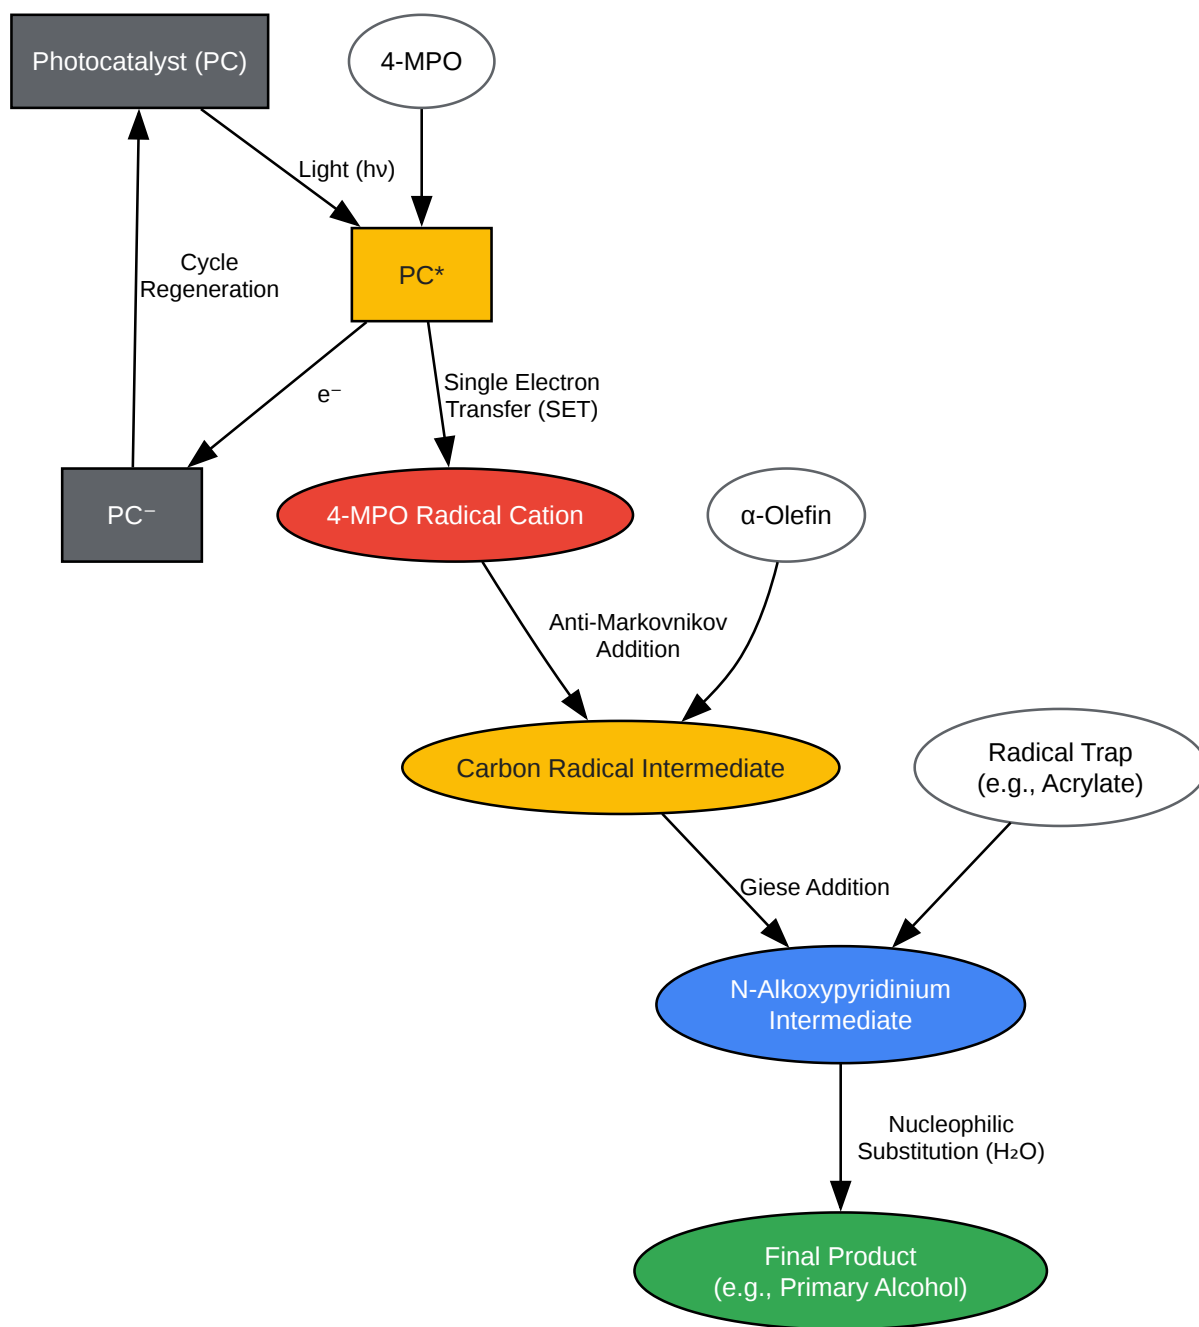 Photocatalyst (PC)
4-MPO
Light (hν)
Cycle
Regeneration
PC*
e⁻
Single Electron
Transfer (SET)
PC⁻
4-MPO Radical Cation
α-Olefin
Anti-Markovnikov
Addition
Carbon Radical Intermediate
Radical Trap
(e.g., Acrylate)
Giese Addition
N-Alkoxypyridinium
Intermediate
Nucleophilic
Substitution (H₂O)
Final Product
(e.g., Primary Alcohol)